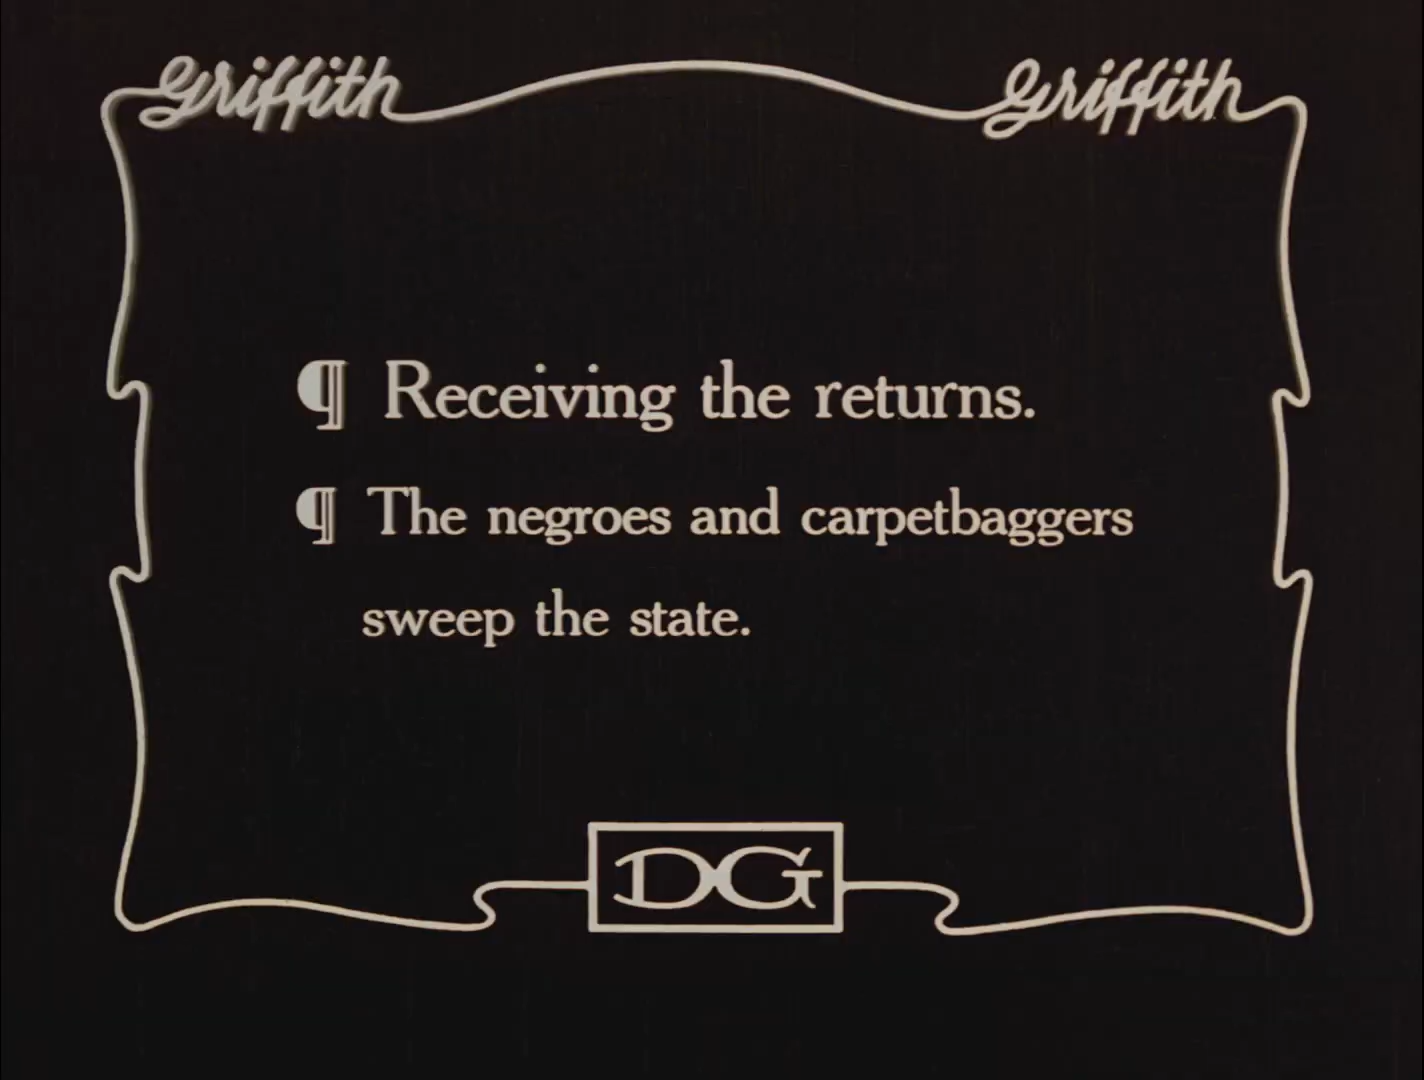 Griffith Griffith
¶ Receiving the returns.
¶ The negroes and carpetbaggers
sweep the state.
DG